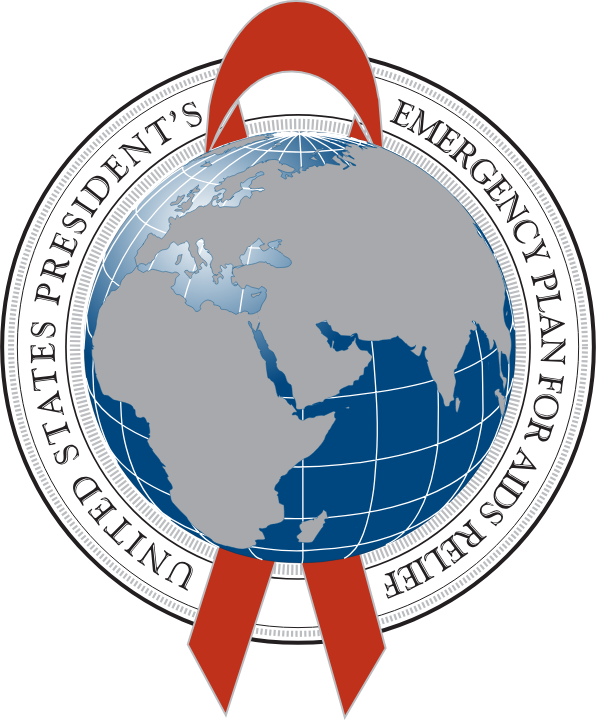 UNITED STATES PRESIDENT'S
EMERGENCY PLAN FOR AIDS RELIEF